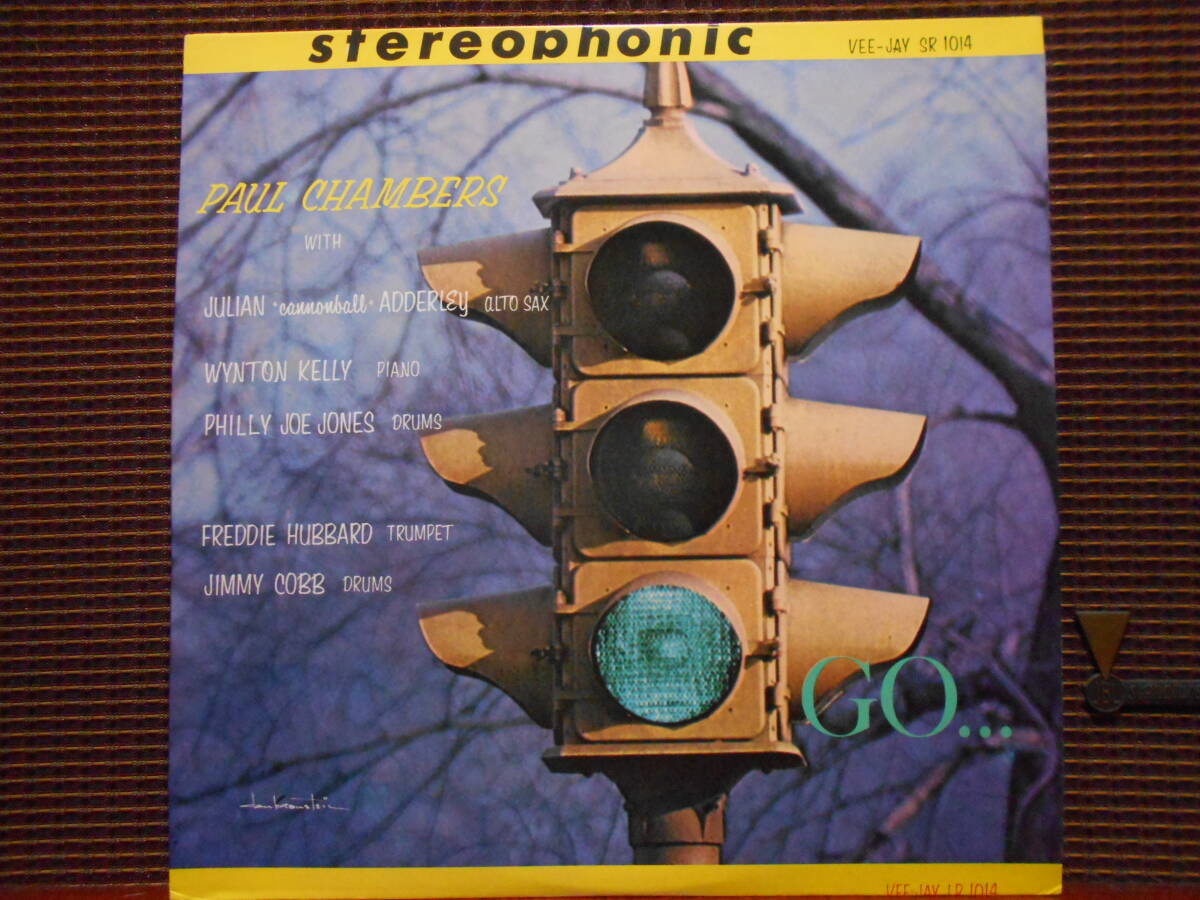 stereophonic
VEE-JAY SR 1014
PAUL CHAMBERS
WITH
JULIAN "cannonball" ADDERLEY ALTO SAX
WYNTON KELLY PIANO
PHILLY JOE JONES DRUMS
FREDDIE HUBBARD TRUMPET
JIMMY COBB DRUMS
GO...
VEE-JAY LP 1014